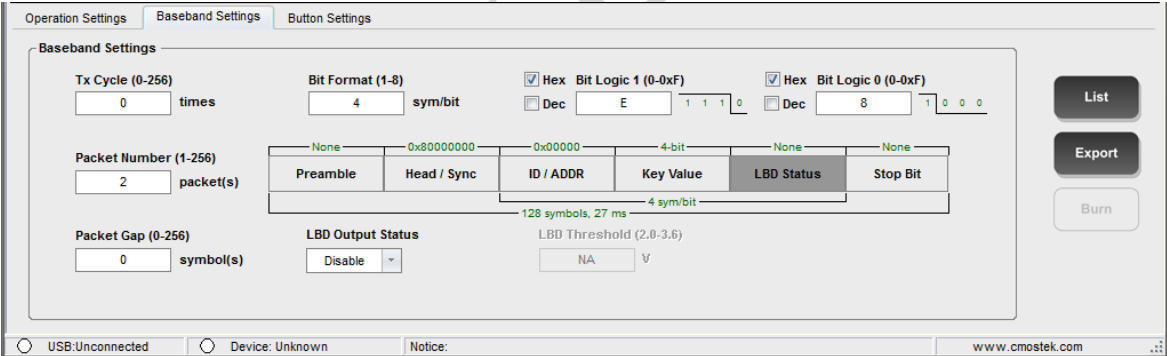 Operation Settings Baseband Settings Button Settings
Baseband Settings
Tx Cycle (0-256) Bit Format (1-8) Hex Bit Logic 1 (0-0xF) Hex Bit Logic 0 (0-0xF)
0 times 4 sym/bit Dec E 1 1 1 0 Dec 8 1 0 0 0
List
None 0x80000000 0x00000 4-bit None None
Packet Number (1-256)
Export
2 packet(s) Preamble Head / Sync ID / ADDR Key Value LBD Status Stop Bit
4 sym/bit
128 symbols, 27 ms
Burn
Packet Gap (0-256) LBD Output Status LBD Threshold (2.0-3.6)
0 symbol(s) Disable NA V
USB:Unconnected Device: Unknown Notice: www.cmostek.com